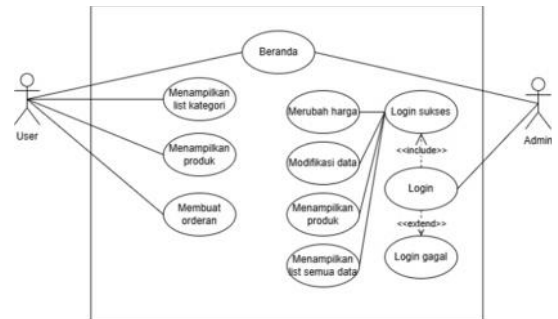 Beranda
Menampilkan
list kategori
User
Menampilkan
produk
Membuat
orderan
Merubah harga
Login sukses
<<include>>
Modifikasi data
Login
Admin
Menampilkan
produk
<<extend>>
Menampilkan
list semua data
Login gagal